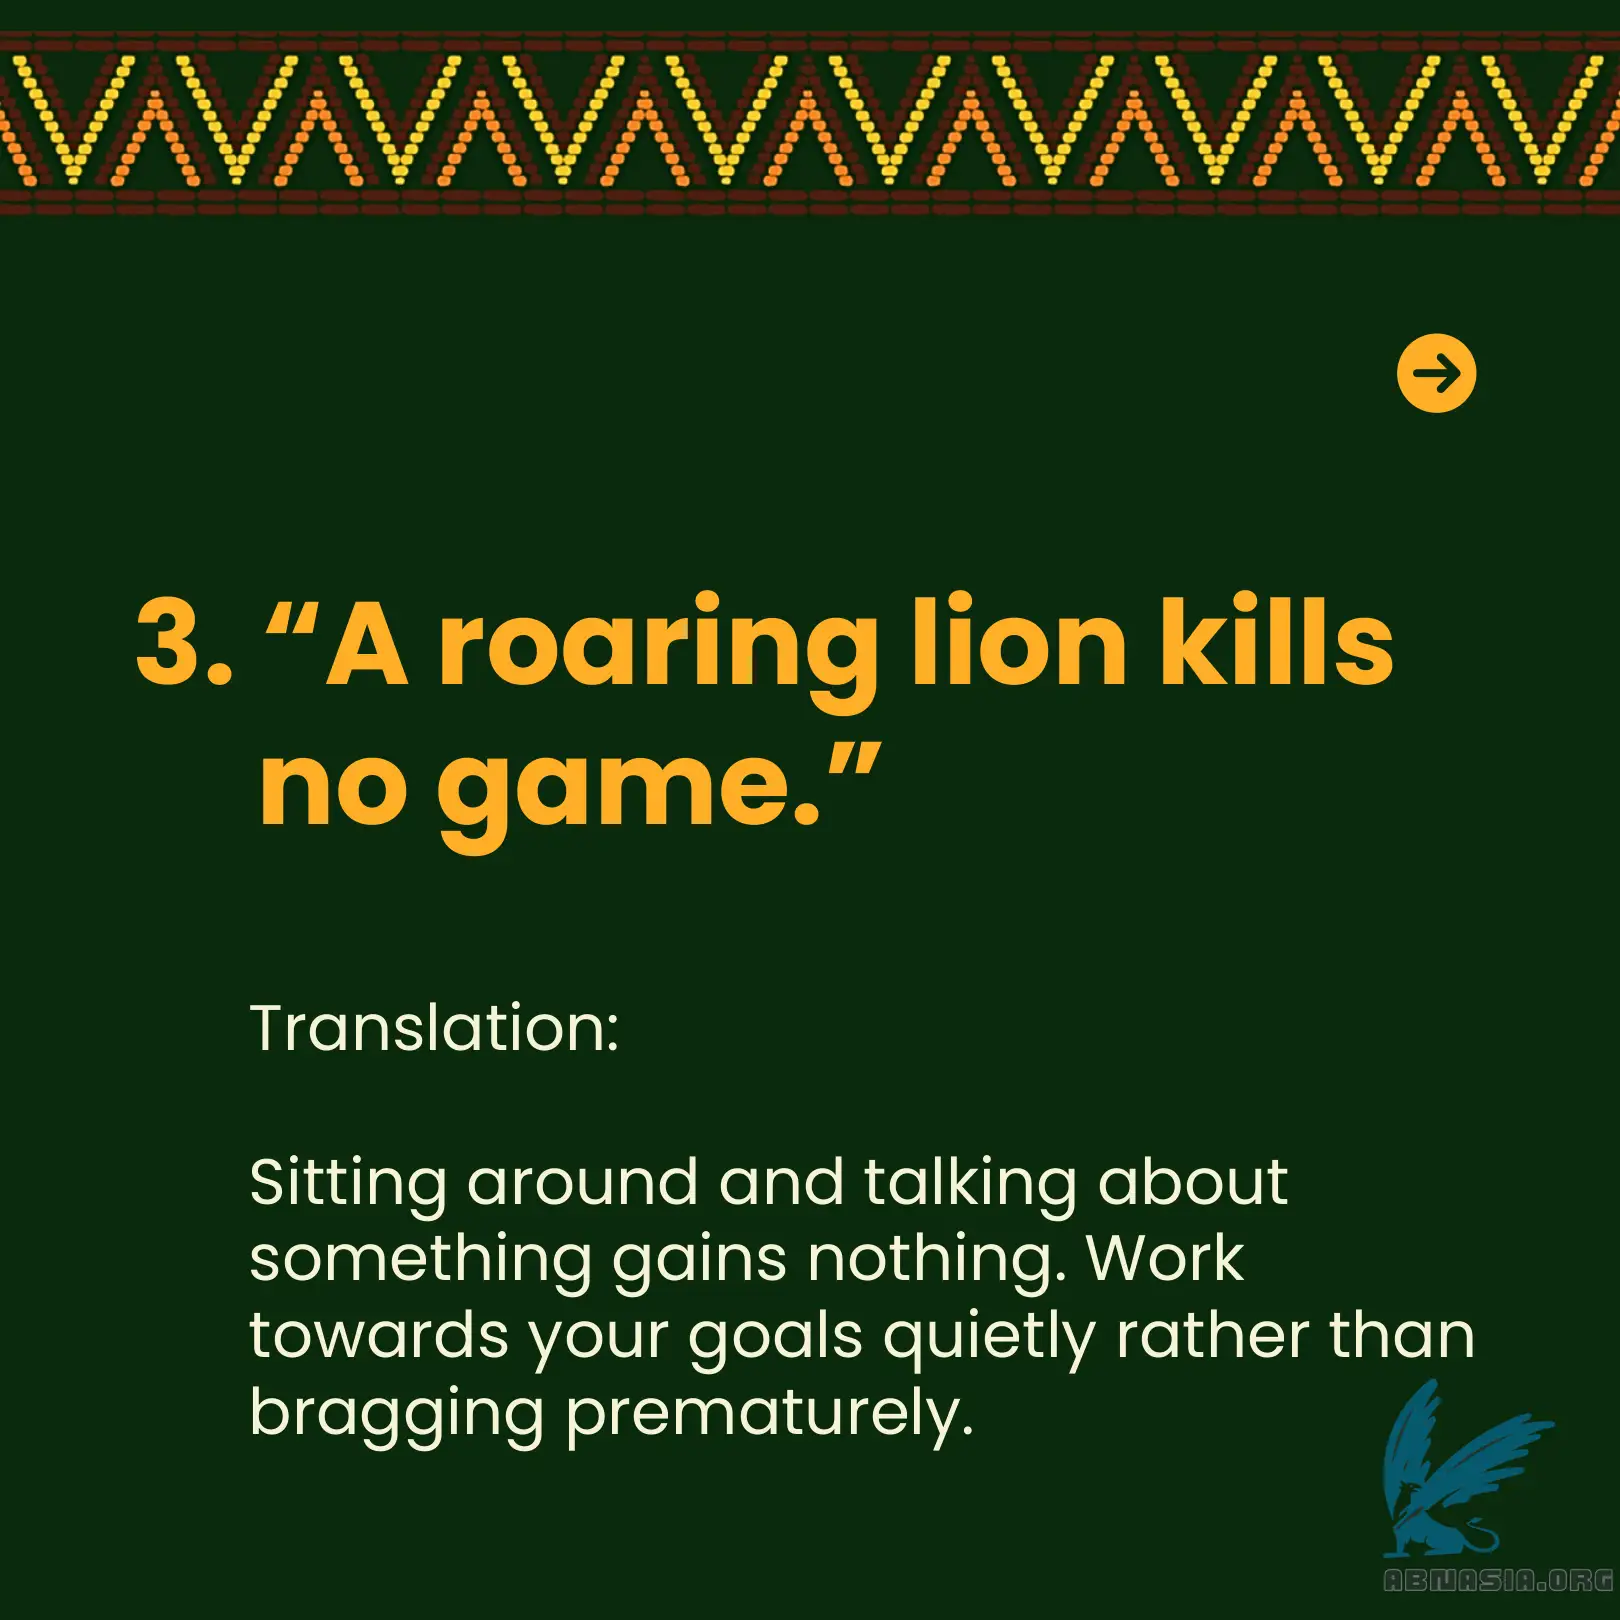 3. “A roaring lion kills
no game.”
Translation:
Sitting around and talking about
something gains nothing. Work
towards your goals quietly rather than
bragging prematurely.
ABNASIA.ORG